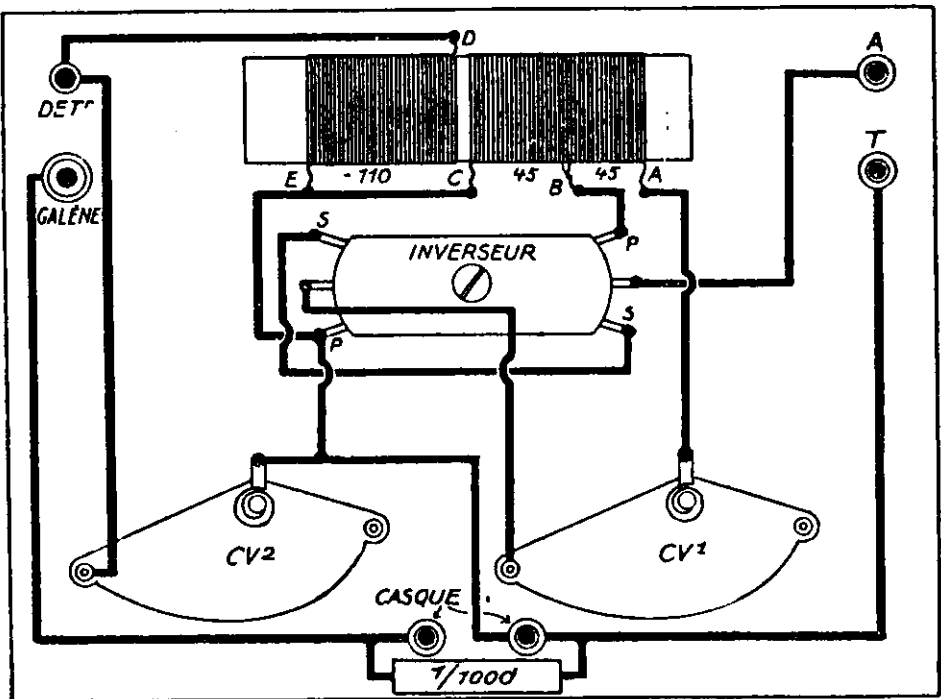 D
A
DETr
T
E
- 110
C
45
B
45
A
GALÈNE
S
P
INVERSEUR
S
P
CV2
CV1
CASQUE
1/1000